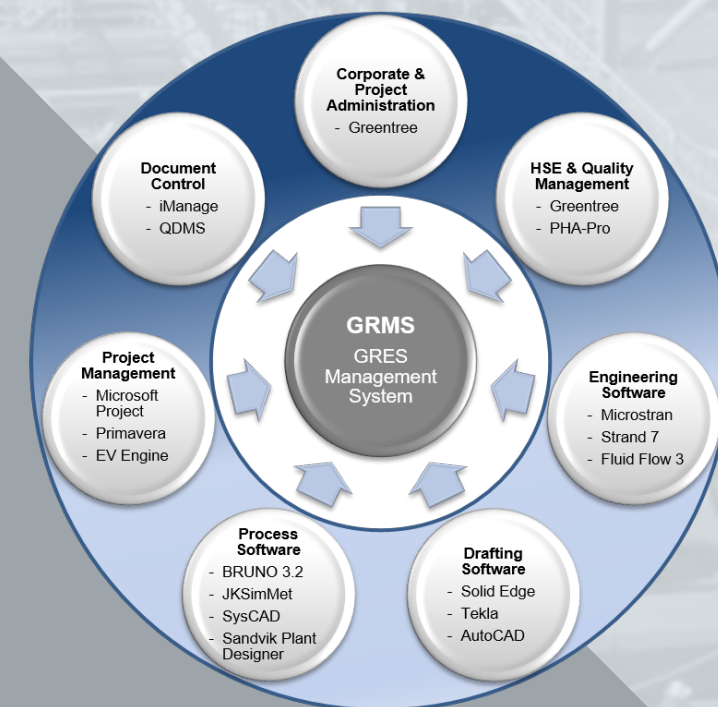 Corporate &
Project
Administration
- Greentree
Document
Control
- iManage
- QDMS
HSE & Quality
Management
- Greentree
- PHA-Pro
GRMS
GRES
Management
System
Project
Management
- Microsoft
Project
- Primavera
- EV Engine
Engineering
Software
- Microstran
- Strand 7
- Fluid Flow 3
Process
Software
- BRUNO 3.2
- JKSimMet
- SysCAD
- Sandvik Plant
Designer
Drafting
Software
- Solid Edge
- Tekla
- AutoCAD